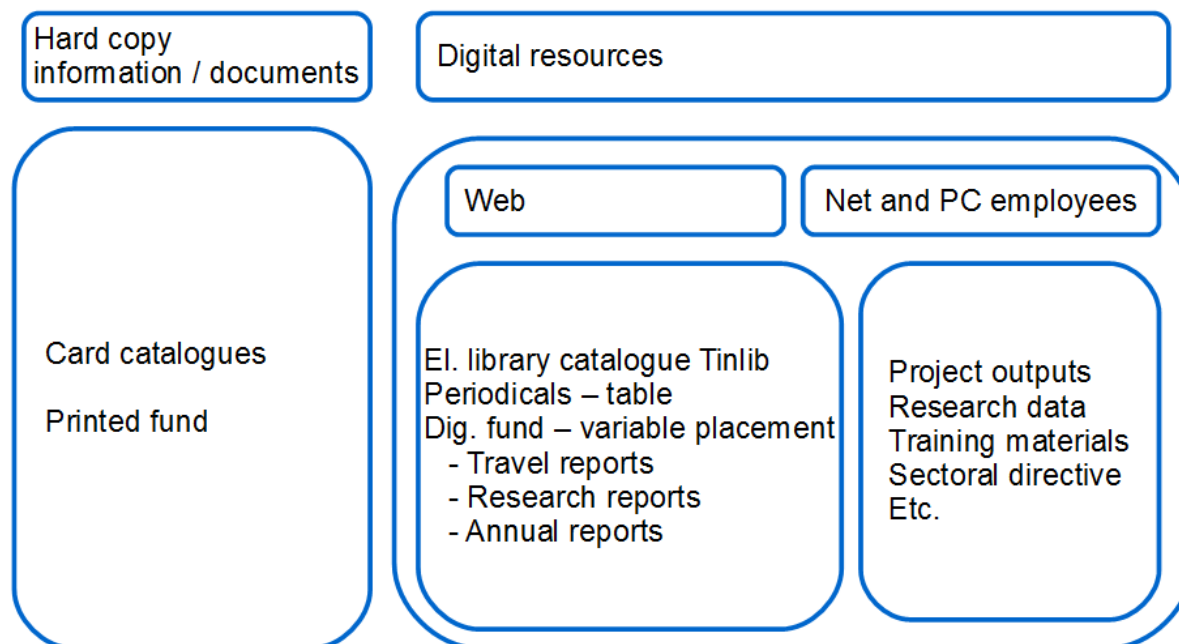 Hard copy
information / documents
Digital resources
Web
Net and PC employees
Card catalogues
Printed fund
El. library catalogue Tinlib
Periodicals – table
Dig. fund – variable placement
- Travel reports
- Research reports
- Annual reports
Project outputs
Research data
Training materials
Sectoral directive
Etc.